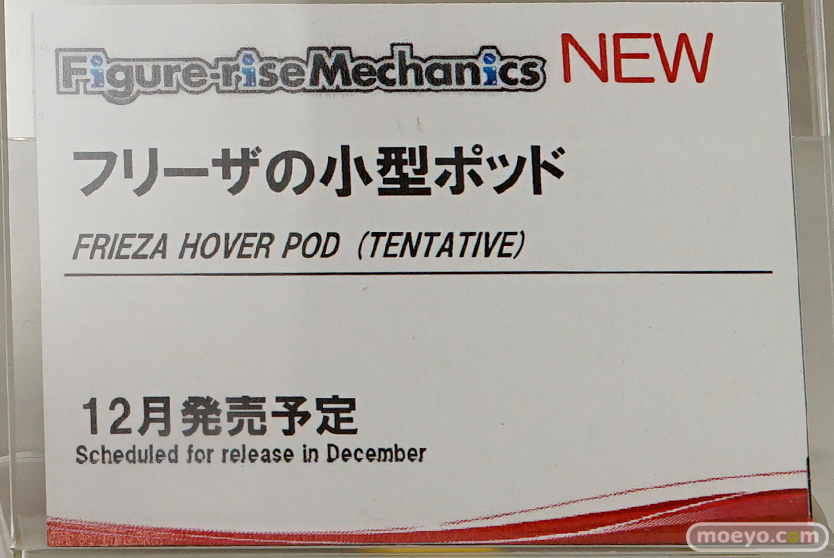 Figure-riseMechanics NEW
フリーザの小型ポッド
FRIEZA HOVER POD (TENTATIVE)
12月発売予定
Scheduled for release in December
moeyo.com